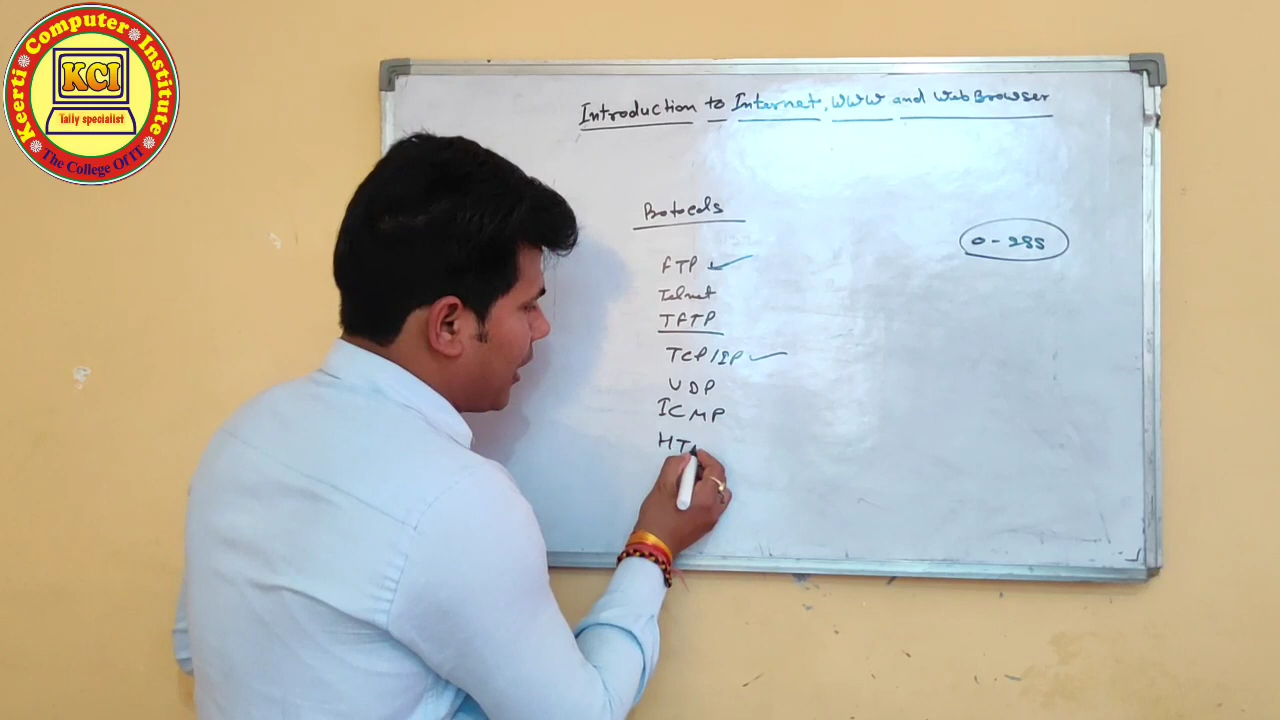 Keerti Computer Institute
KCI
Tally specialist
The College Of IT
Introduction to Internet, WWW and Web Browser
Protocols
0 - 255
FTP
Telnet
TFTP
TCP/IP
UDP
ICMP
HT